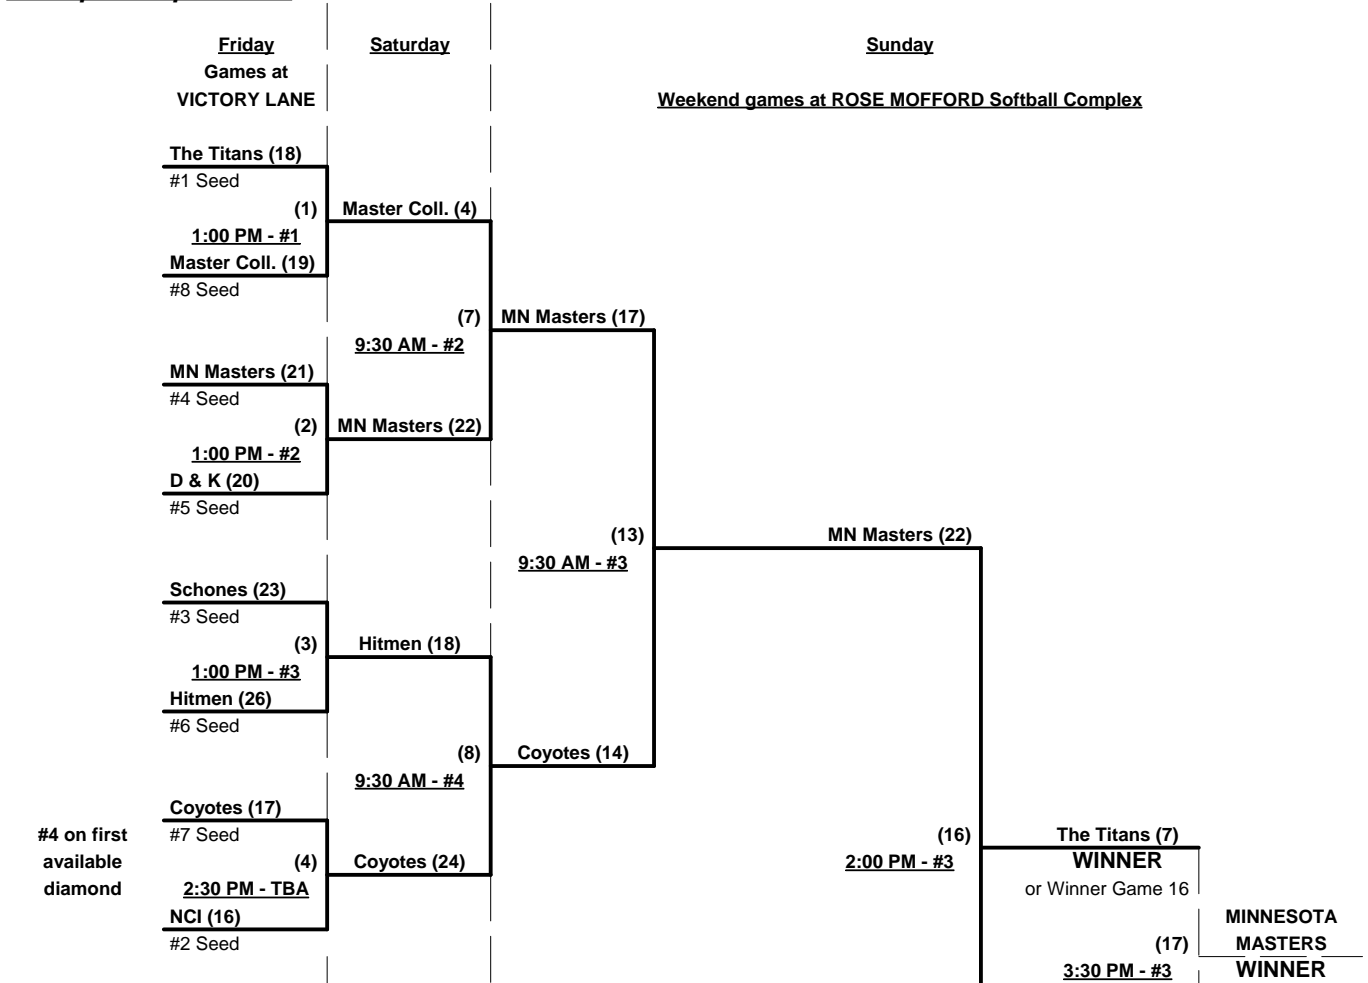 Friday
Saturday
Sunday
Games at
VICTORY LANE
Weekend games at ROSE MOFFORD Softball Complex
The Titans (18)
#1 Seed
(1)
Master Coll. (4)
1:00 PM - #1
Master Coll. (19)
#8 Seed
(7)
MN Masters (17)
9:30 AM - #2
MN Masters (21)
#4 Seed
(2)
MN Masters (22)
1:00 PM - #2
D & K (20)
#5 Seed
(13)
MN Masters (22)
9:30 AM - #3
Schones (23)
#3 Seed
(3)
Hitmen (18)
1:00 PM - #3
Hitmen (26)
#6 Seed
(8)
Coyotes (14)
9:30 AM - #4
Coyotes (17)
#4 on first
#7 Seed
(16)
The Titans (7)
available
(4)
Coyotes (24)
2:00 PM - #3
WINNER
diamond
2:30 PM - TBA
or Winner Game 16
NCI (16)
MINNESOTA
#2 Seed
(17)
MASTERS
3:30 PM - #3
WINNER